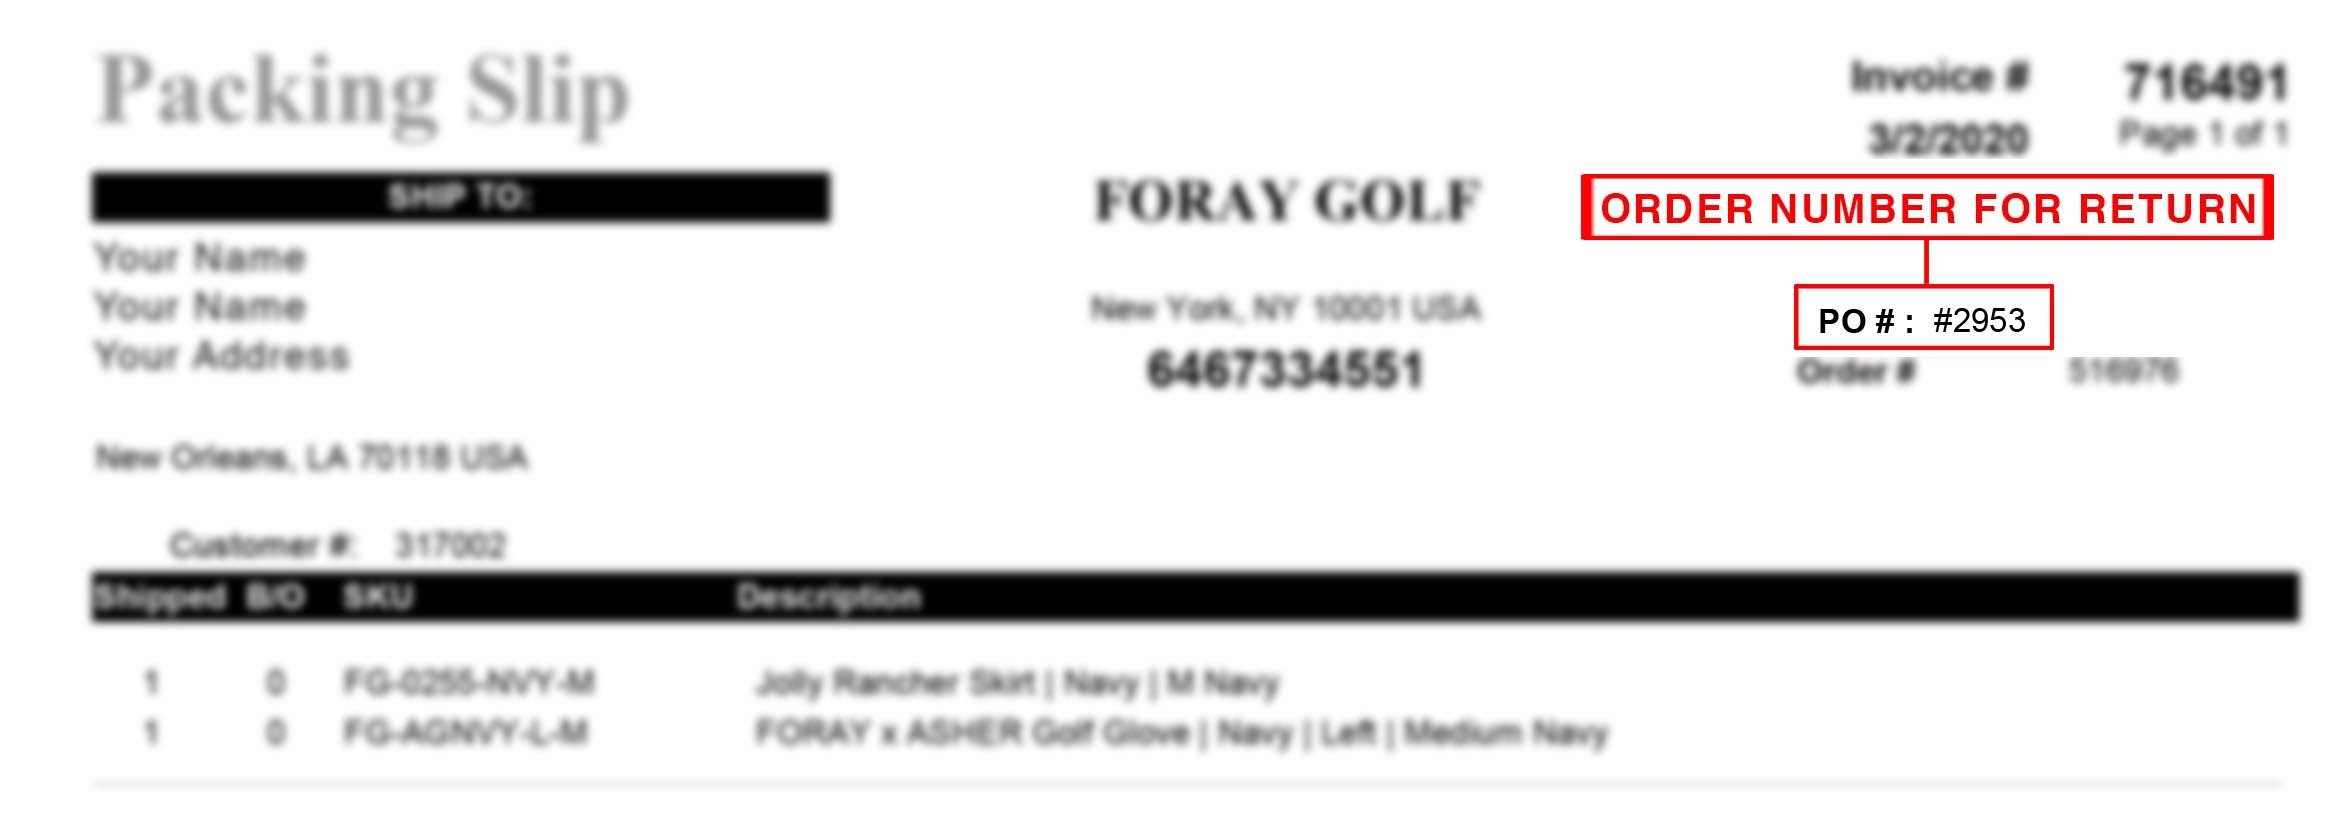 Packing Slip
Invoice # 716491
3/2/2020 Page 1 of 1
SHIP TO:
FORAY GOLF
ORDER NUMBER FOR RETURN
Your Name
Your Name
New York, NY 10001 USA
PO # : #2953
Your Address
6467334551
Order # 516976
New Orleans, LA 70118 USA
Customer #: 317002
Shipped B/O SKU Description
1 0 FG-0255-NVY-M Jolly Rancher Skirt | Navy | M Navy
1 0 FG-AGNVY-L-M FORAY x ASHER Golf Glove | Navy | Left | Medium Navy